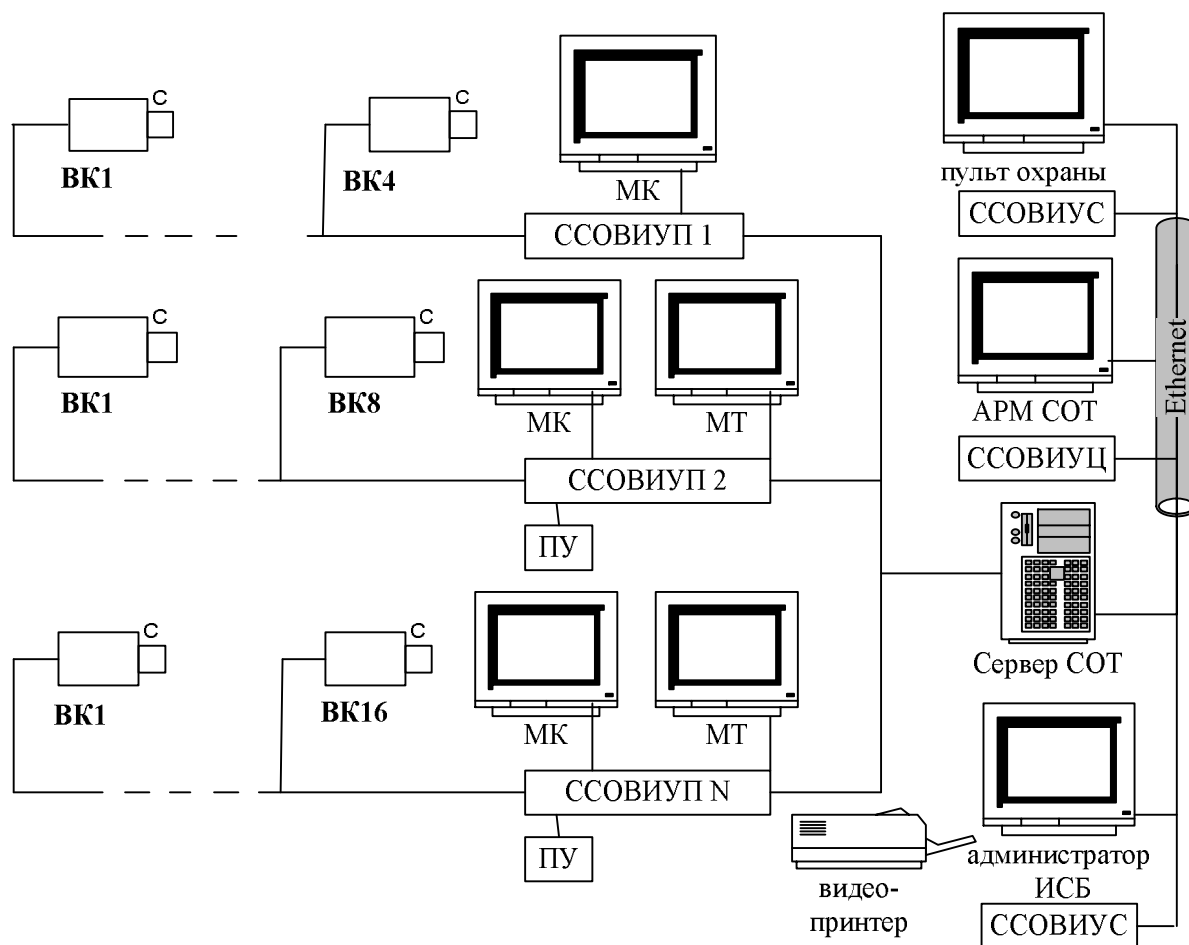 С
ВК1
С
ВК4
МК
ССОВИУП 1
пульт охраны
ССОВИУС
С
ВК1
С
ВК8
МК
МТ
ССОВИУП 2
ПУ
АРМ СОТ
ССОВИУЦ
Ethernet
С
ВК1
С
ВК16
МК
МТ
ССОВИУП N
ПУ
Сервер СОТ
видео-
принтер
администратор
ИСБ
ССОВИУС